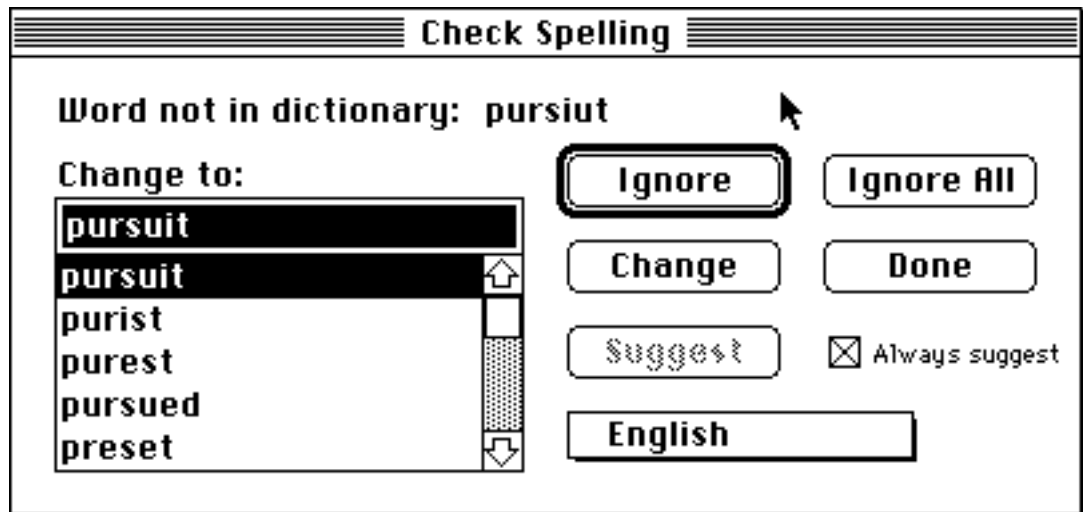 Check Spelling
Word not in dictionary: pursiut
Change to:
pursuit
pursuit
purist
purest
pursued
preset
Ignore
Ignore All
Change
Done
Suggest
Always suggest
English